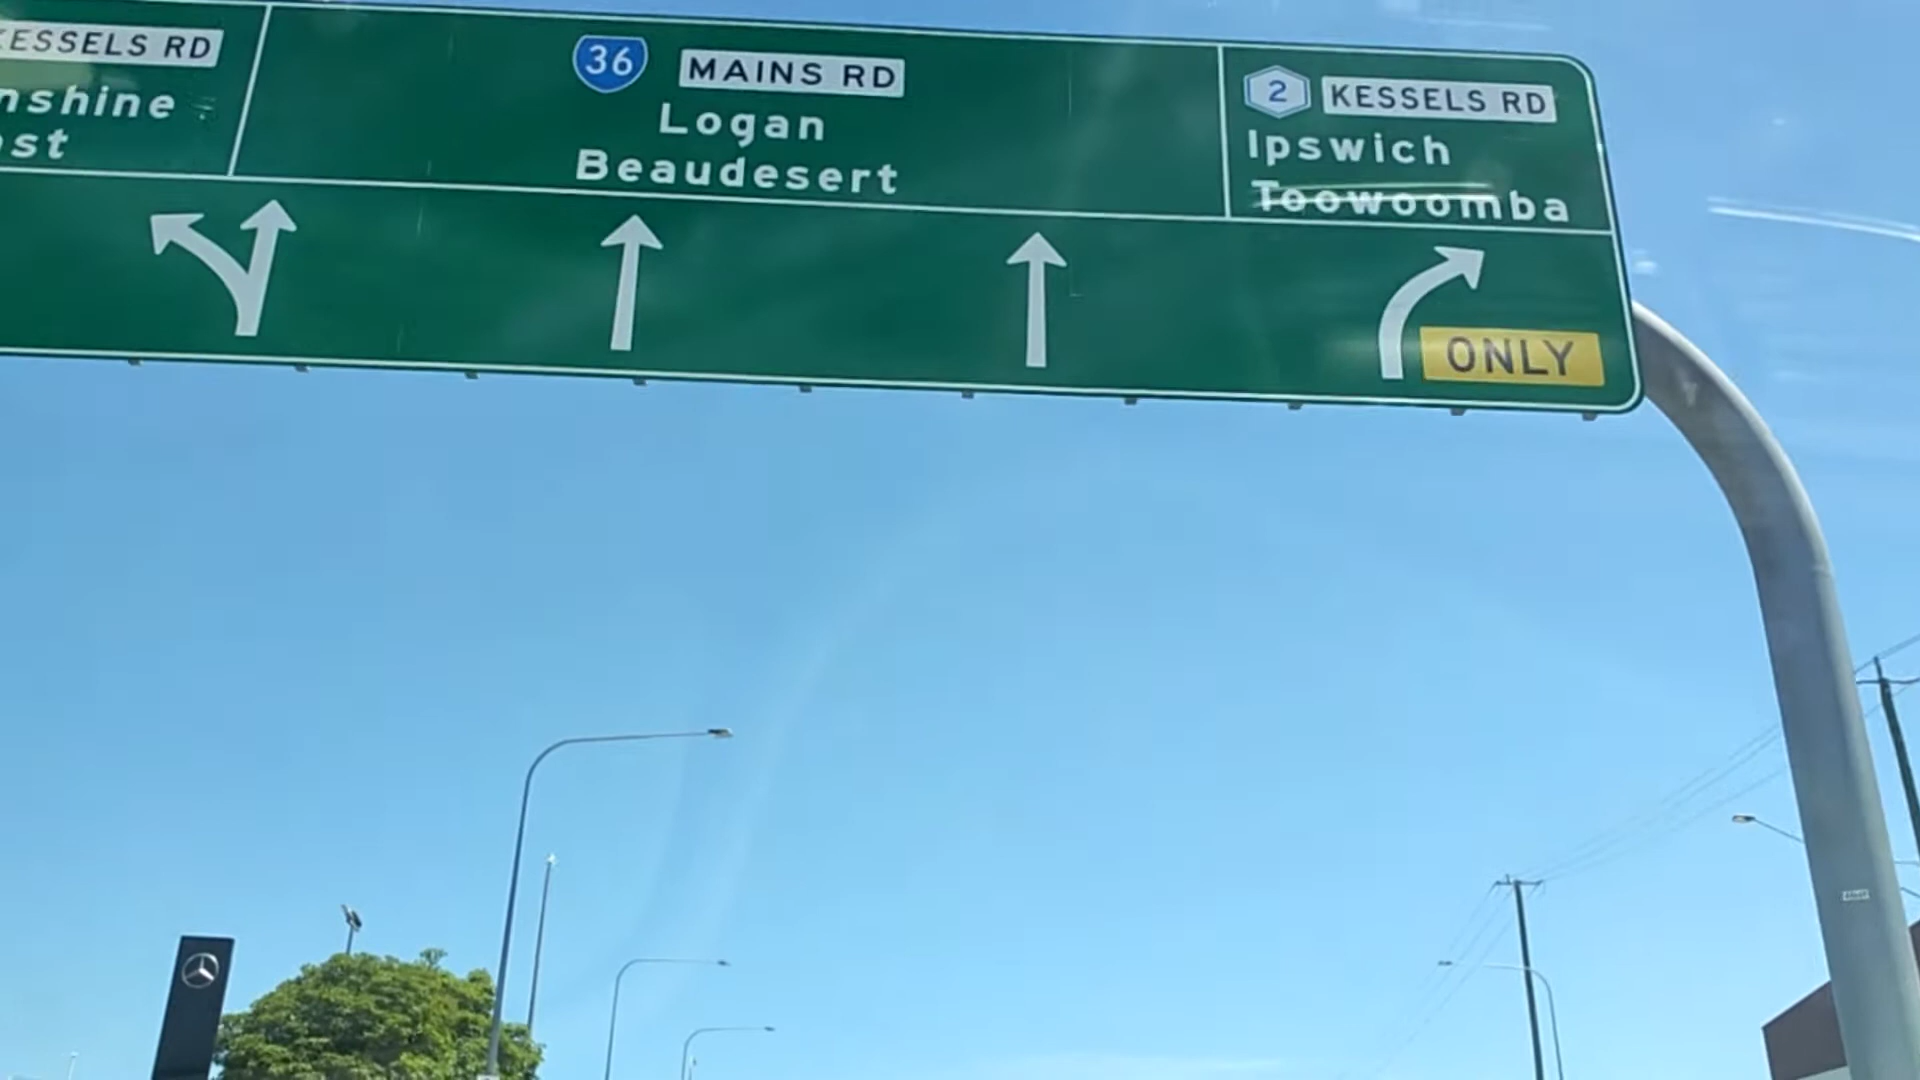 KESSELS RD
nshine
st
36 MAINS RD
Logan
Beaudesert
2 KESSELS RD
Ipswich
Toowoomba
ONLY